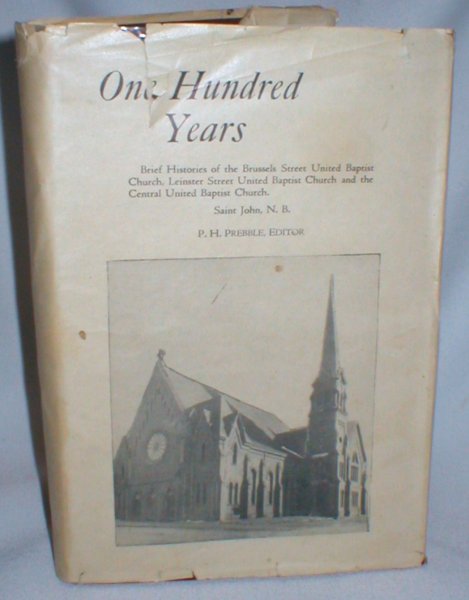 One Hundred
Years
Brief Histories of the Brussels Street United Baptist
Church, Leinster Street United Baptist Church and the
Central United Baptist Church.
Saint John, N. B.
P. H. PREBBLE, EDITOR